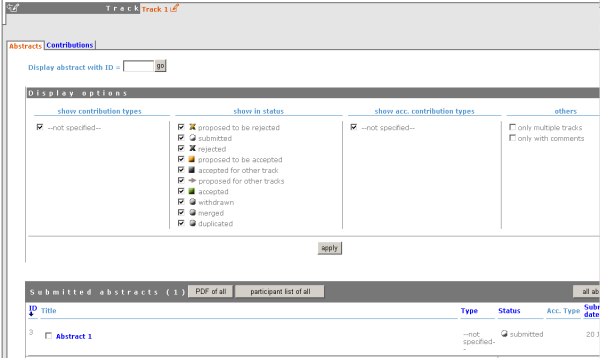 Track Track 1
Abstracts Contributions
Display abstract with ID = go
Display options
show contribution types show in status show acc. contribution types others
--not specified-- proposed to be rejected --not specified-- only multiple tracks
submitted only with comments
rejected
proposed to be accepted
accepted for other track
proposed for other tracks
accepted
withdrawn
merged
duplicated
apply
Submitted abstracts (1) PDF of all participant list of all all ab
ID Title Type Status Acc. Type Subm
date
3 Abstract 1 --not submitted 20 J
specified-
-